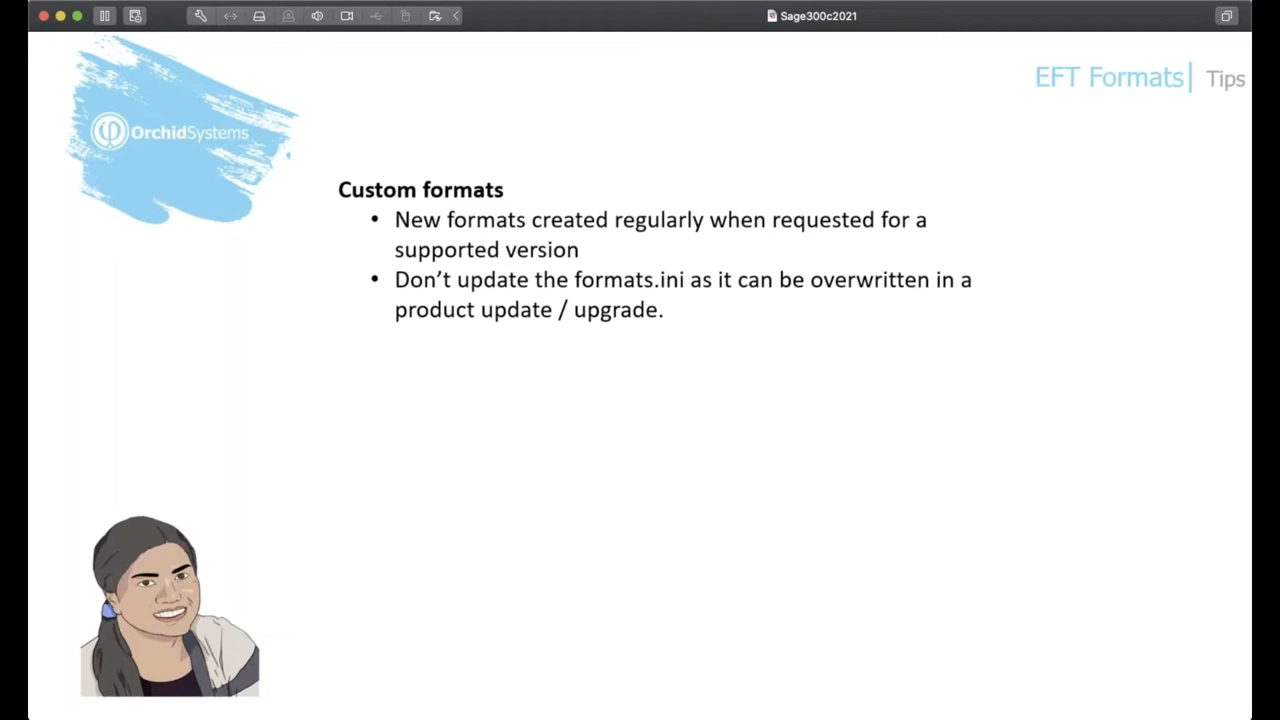 Sage300c2021
EFT Formats| Tips
OrchidSystems
Custom formats
• New formats created regularly when requested for a
supported version
• Don’t update the formats.ini as it can be overwritten in a
product update / upgrade.